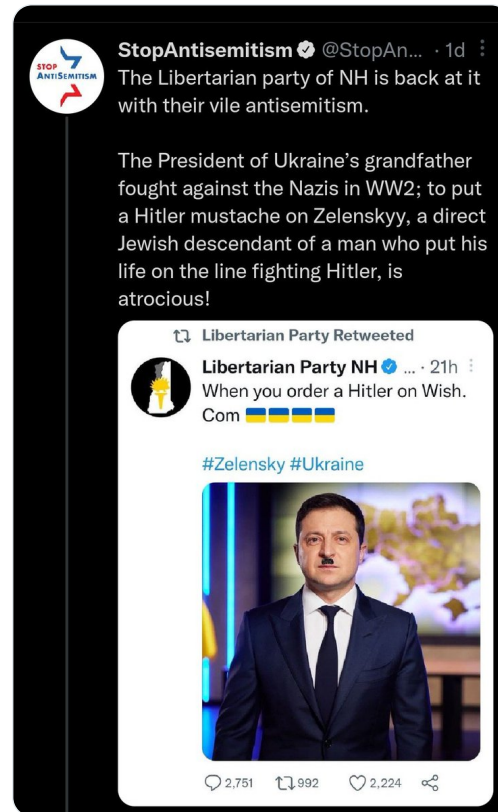 STOP
ANTISEMITISM
StopAntisemitism @StopAn... · 1d
The Libertarian party of NH is back at it
with their vile antisemitism.
The President of Ukraine's grandfather
fought against the Nazis in WW2; to put
a Hitler mustache on Zelenskyy, a direct
Jewish descendant of a man who put his
life on the line fighting Hitler, is
atrocious!
Libertarian Party Retweeted
Libertarian Party NH ... · 21h
When you order a Hitler on Wish.
Com 🇺🇦🇺🇦🇺🇦🇺🇦
#Zelensky #Ukraine
2,751 992 2,224